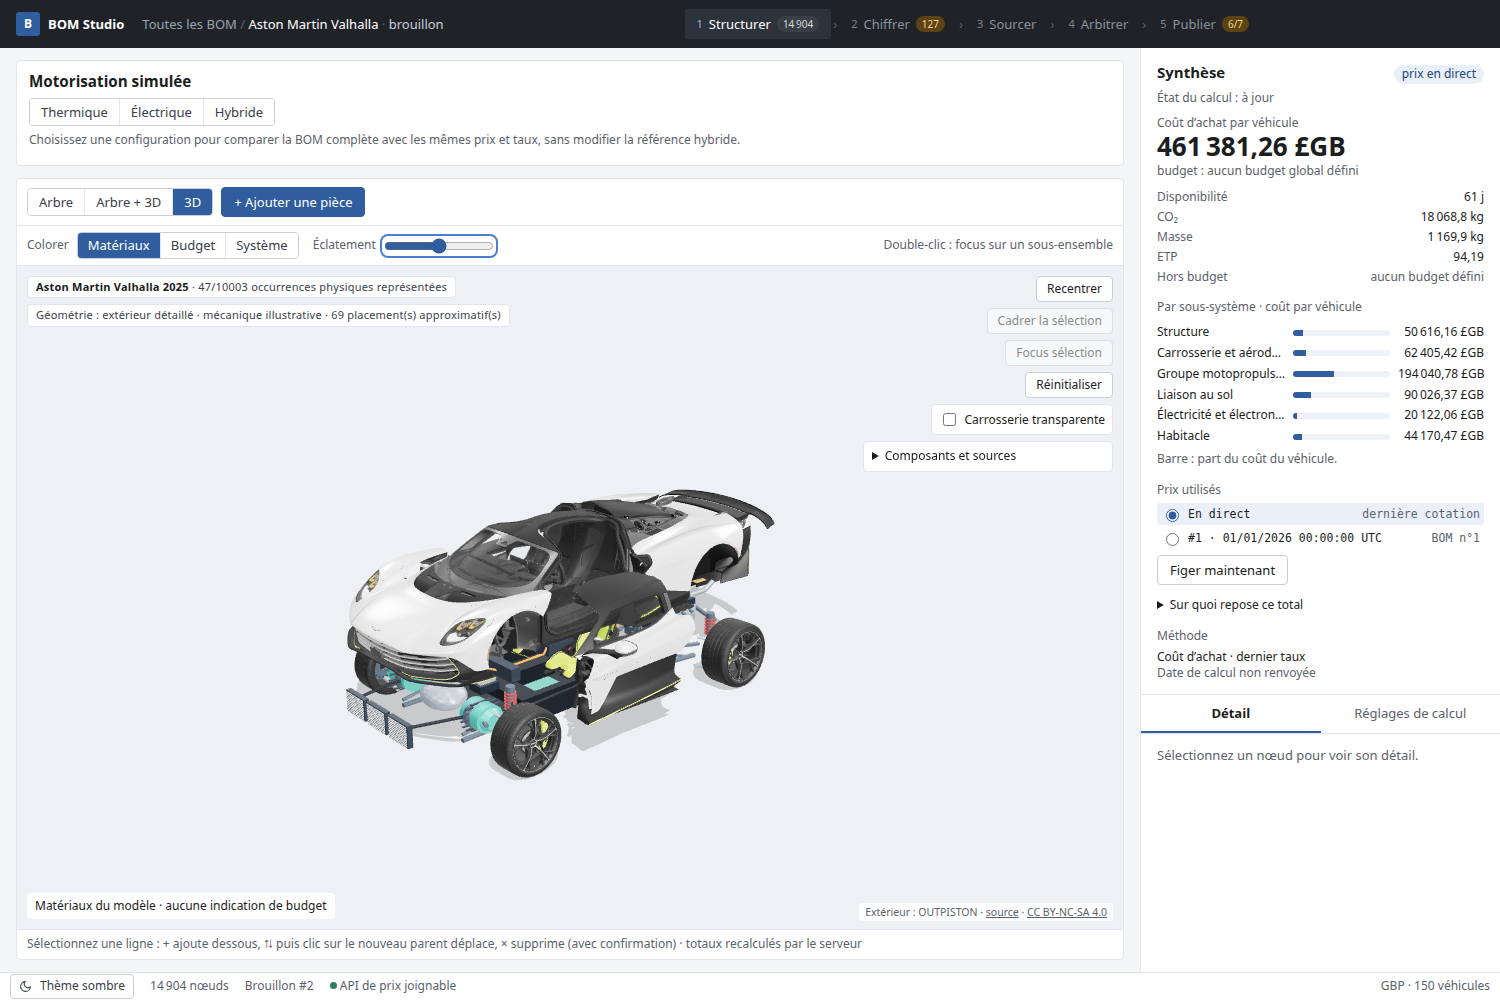 B BOM Studio Toutes les BOM / Aston Martin Valhalla · brouillon 1 Structurer 14 904 › 2 Chiffrer 127 › 3 Sourcer › 4 Arbitrer › 5 Publier 6/7
Motorisation simulée
Thermique Électrique Hybride
Choisissez une configuration pour comparer la BOM complète avec les mêmes prix et taux, sans modifier la référence hybride.
Arbre Arbre + 3D 3D + Ajouter une pièce
Colorer Matériaux Budget Système Éclatement Double-clic : focus sur un sous-ensemble
Aston Martin Valhalla 2025 · 47/10003 occurrences physiques représentées
Géométrie : extérieur détaillé · mécanique illustrative · 69 placement(s) approximatif(s)
Recentrer
Cadrer la sélection
Focus sélection
Réinitialiser
Carrosserie transparente
▶ Composants et sources
Matériaux du modèle · aucune indication de budget
Extérieur : OUTPISTON · source · CC BY-NC-SA 4.0
Sélectionnez une ligne : + ajoute dessous, ⇅ puis clic sur le nouveau parent déplace, × supprime (avec confirmation) · totaux recalculés par le serveur
Synthèse prix en direct
État du calcul : à jour
Coût d’achat par véhicule
461 381,26 £GB
budget : aucun budget global défini
Disponibilité 61 j
CO₂ 18 068,8 kg
Masse 1 169,9 kg
ETP 94,19
Hors budget aucun budget défini
Par sous-système · coût par véhicule
Structure 50 616,16 £GB
Carrosserie et aérod… 62 405,42 £GB
Groupe motopropuls… 194 040,78 £GB
Liaison au sol 90 026,37 £GB
Électricité et électron… 20 122,06 £GB
Habitacle 44 170,47 £GB
Barre : part du coût du véhicule.
Prix utilisés
En direct dernière cotation
#1 · 01/01/2026 00:00:00 UTC BOM n°1
Figer maintenant
▶ Sur quoi repose ce total
Méthode
Coût d’achat · dernier taux
Date de calcul non renvoyée
Détail Réglages de calcul
Sélectionnez un nœud pour voir son détail.
Thème sombre 14 904 nœuds Brouillon #2 API de prix joignable GBP · 150 véhicules